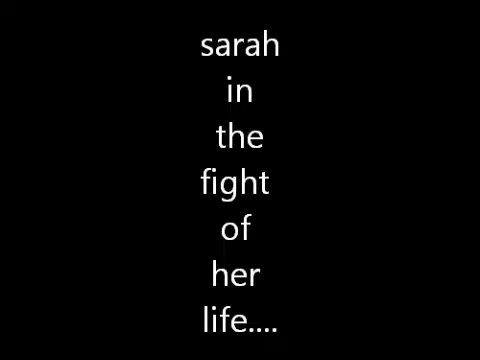 sarah
in
the
fight
of
her
life....